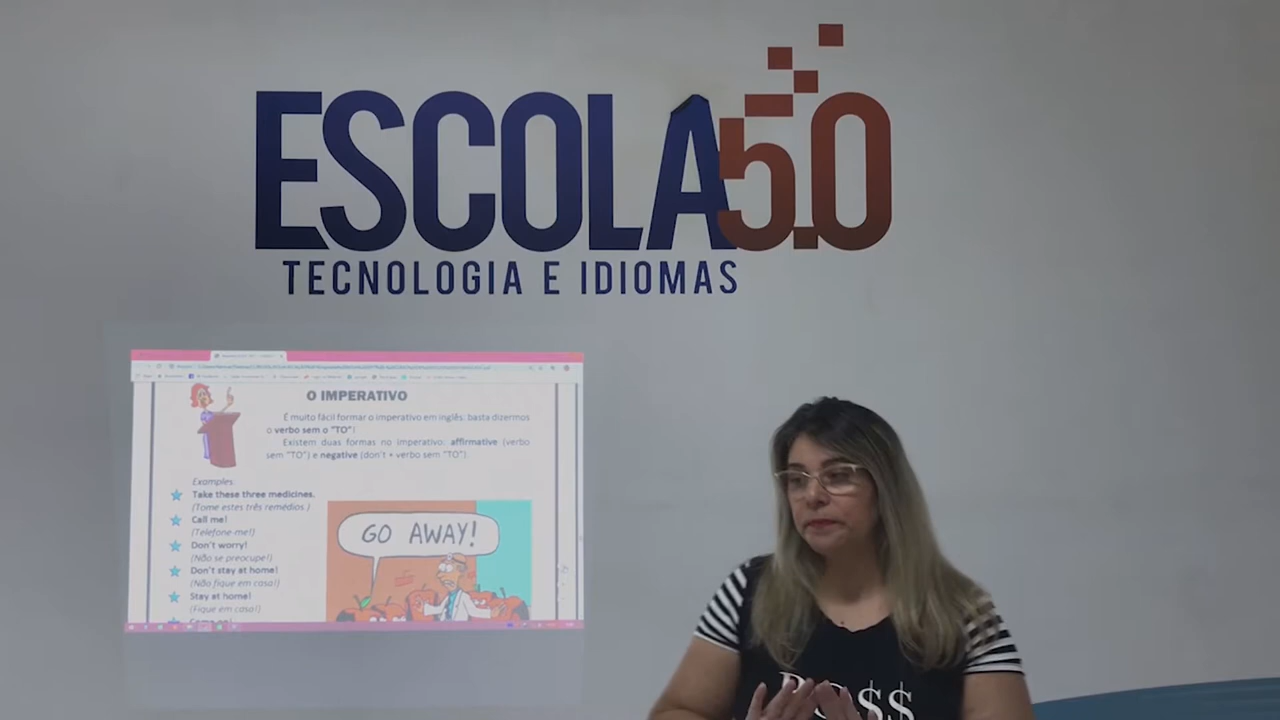 ESCOLA5.0
TECNOLOGIA E IDIOMAS
O IMPERATIVO
É muito fácil formar o imperativo em inglês: basta dizermos
o verbo sem o "TO"!
Existem duas formas no imperativo: affirmative (verbo
sem "TO") e negative (don't + verbo sem "TO").
Examples:
Take these three medicines.
(Tome estes três remédios.)
Call me!
(Telefone-me!)
Don't worry!
(Não se preocupe!)
Don't stay at home!
(Não fique em casa!)
Stay at home!
(Fique em casa!)
GO AWAY!